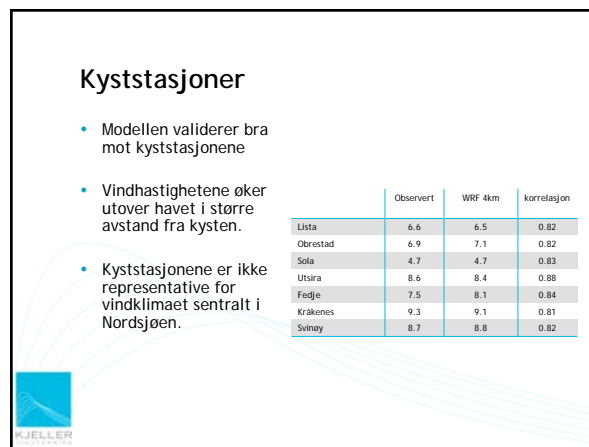 Kyststasjoner
• Modellen validerer bra
mot kyststasjonene
• Vindhastighetene øker
utover havet i større
avstand fra kysten.
• Kyststasjonene er ikke
representative for
vindklimaet sentralt i
Nordsjøen.
Observert WRF 4km korrelasjon
Lista 6.6 6.5 0.82
Obrestad 6.9 7.1 0.82
Sola 4.7 4.7 0.83
Utsira 8.6 8.4 0.88
Fedje 7.5 8.1 0.84
Kråkenes 9.3 9.1 0.81
Svinøy 8.7 8.8 0.82
KJELLER